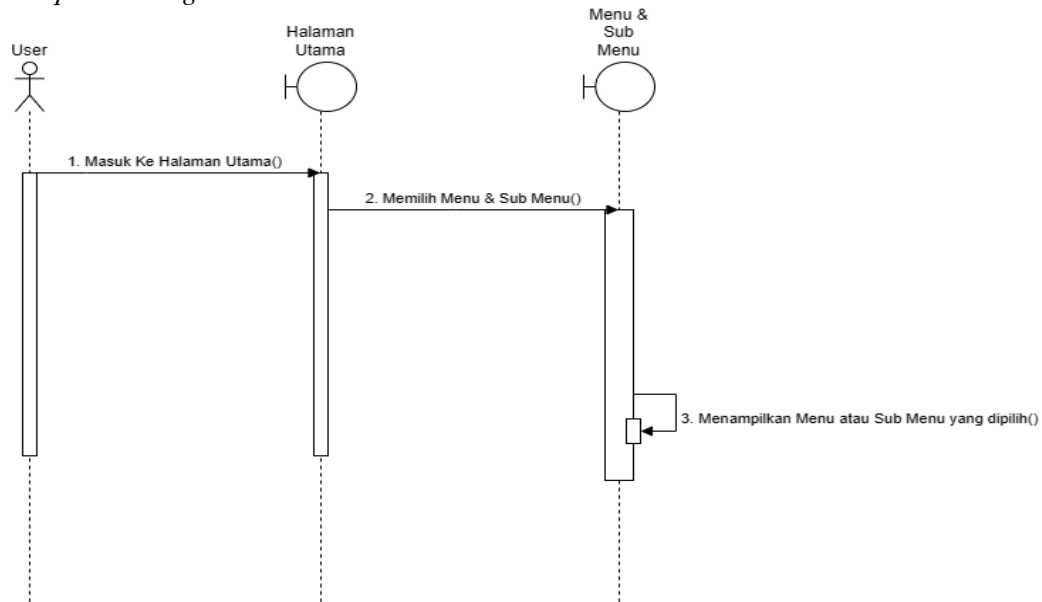 Menu &
Sub
Menu
Halaman
Utama
User
1. Masuk Ke Halaman Utama()
2. Memilih Menu & Sub Menu()
3. Menampilkan Menu atau Sub Menu yang dipilih()